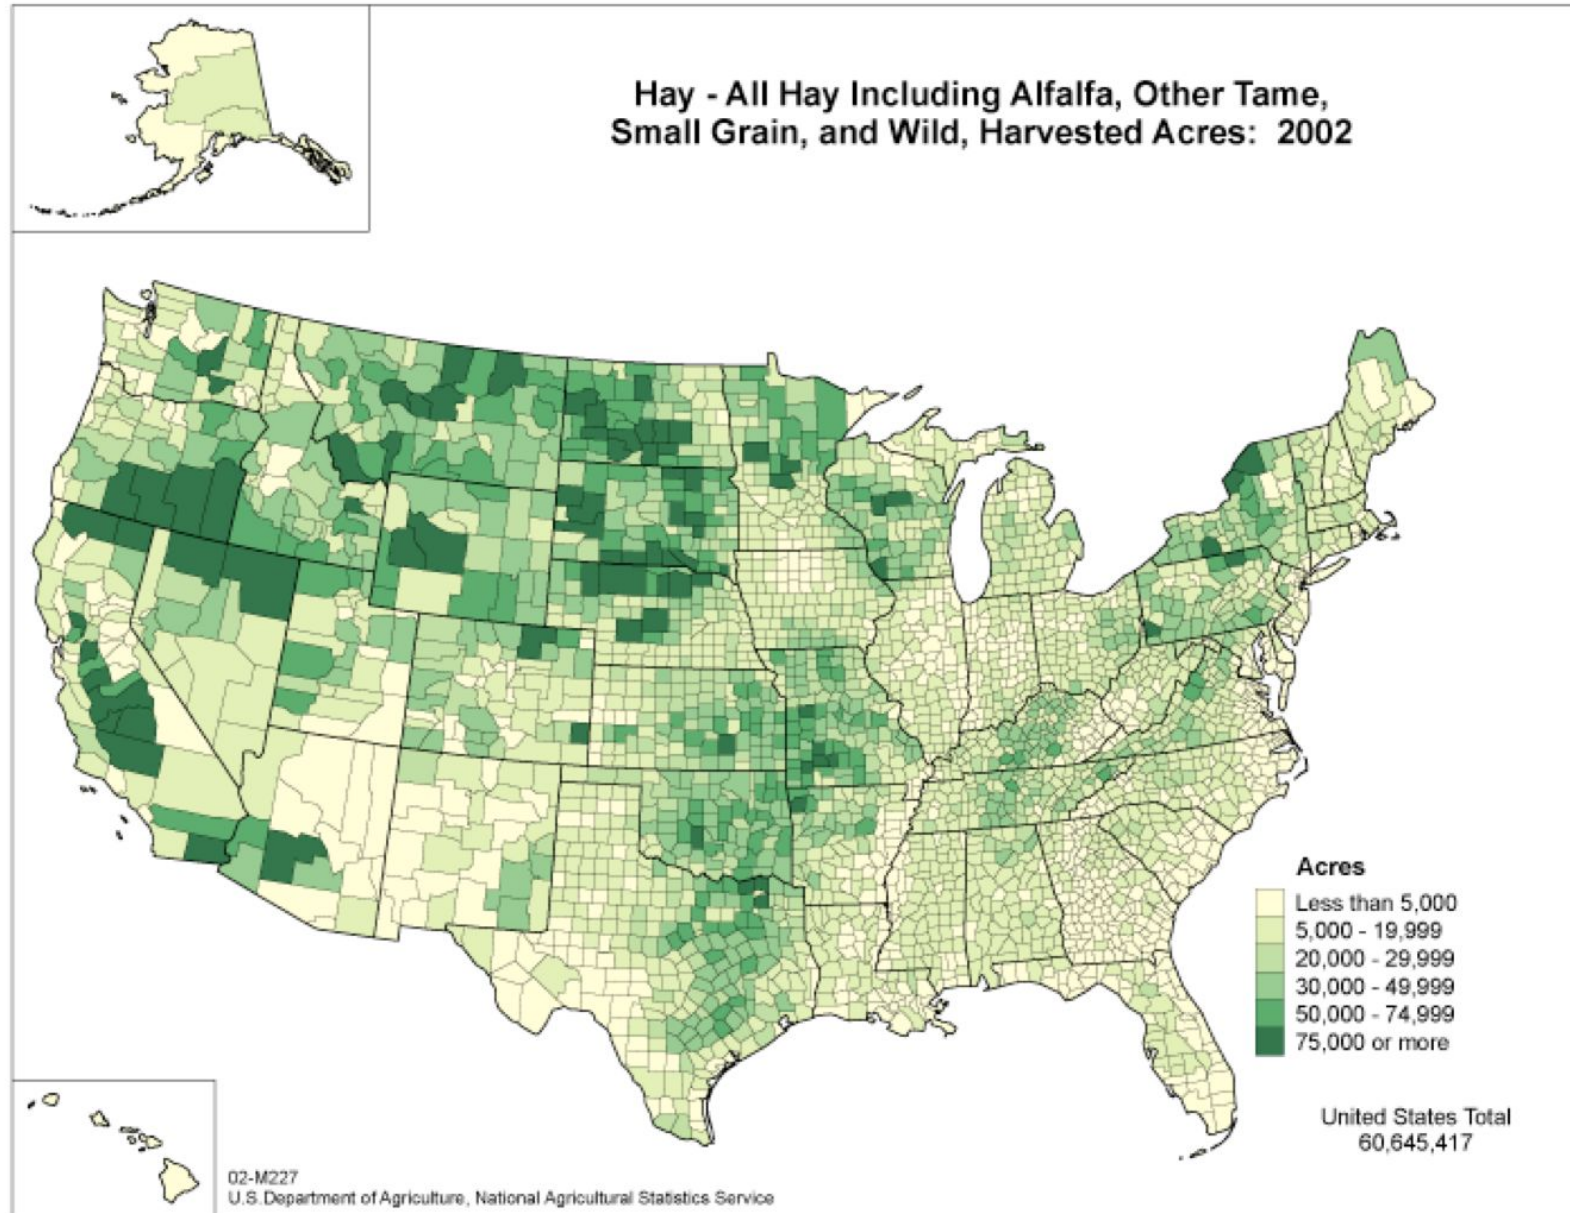 Hay - All Hay Including Alfalfa, Other Tame,
Small Grain, and Wild, Harvested Acres: 2002
Acres
Less than 5,000
5,000 - 19,999
20,000 - 29,999
30,000 - 49,999
50,000 - 74,999
75,000 or more
United States Total
60,645,417
02-M227
U.S.Department of Agriculture, National Agricultural Statistics Service